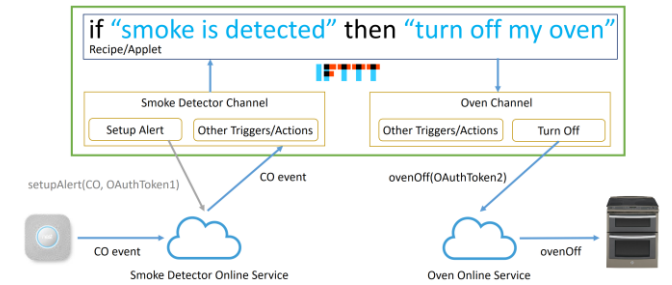 if “smoke is detected” then “turn off my oven”
Recipe/Applet
IFTTT
Smoke Detector Channel
Oven Channel
Setup Alert
Other Triggers/Actions
Other Triggers/Actions
Turn Off
setupAlert(CO, OAuthToken1)
CO event
ovenOff(OAuthToken2)
CO event
ovenOff
Smoke Detector Online Service
Oven Online Service